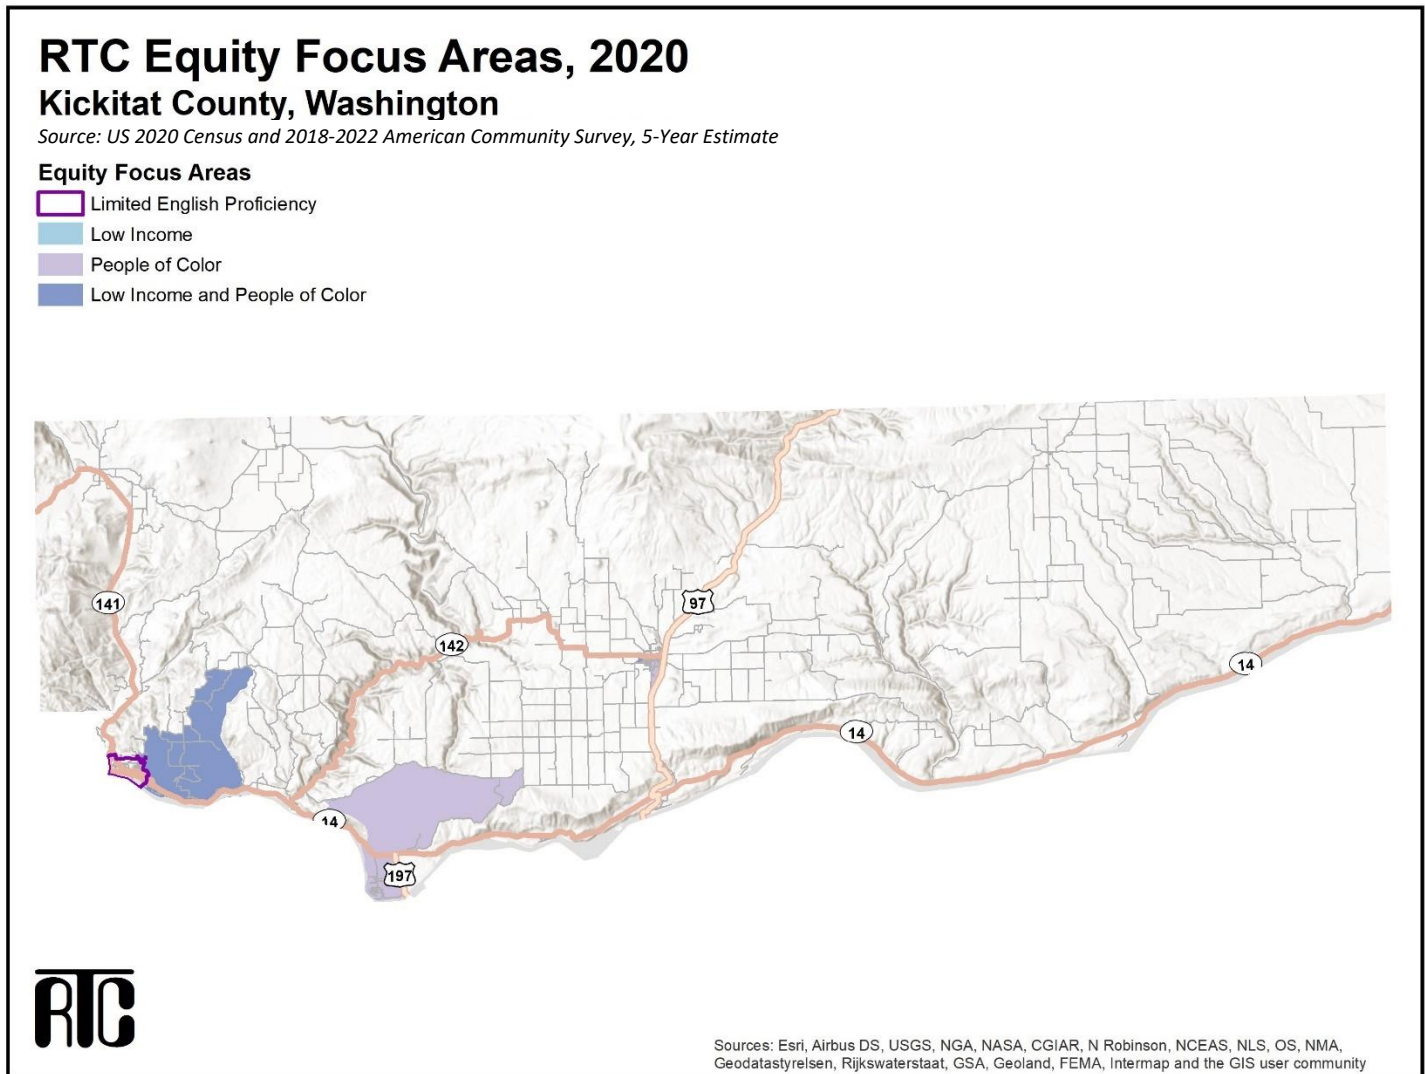 RTC Equity Focus Areas, 2020
Kickitat County, Washington
Source: US 2020 Census and 2018-2022 American Community Survey, 5-Year Estimate
Equity Focus Areas
Limited English Proficiency
Low Income
People of Color
Low Income and People of Color
141
142
97
14
14
14
197
RTC
Sources: Esri, Airbus DS, USGS, NGA, NASA, CGIAR, N Robinson, NCEAS, NLS, OS, NMA,
Geodatastyrelsen, Rijkswaterstaat, GSA, Geoland, FEMA, Intermap and the GIS user community